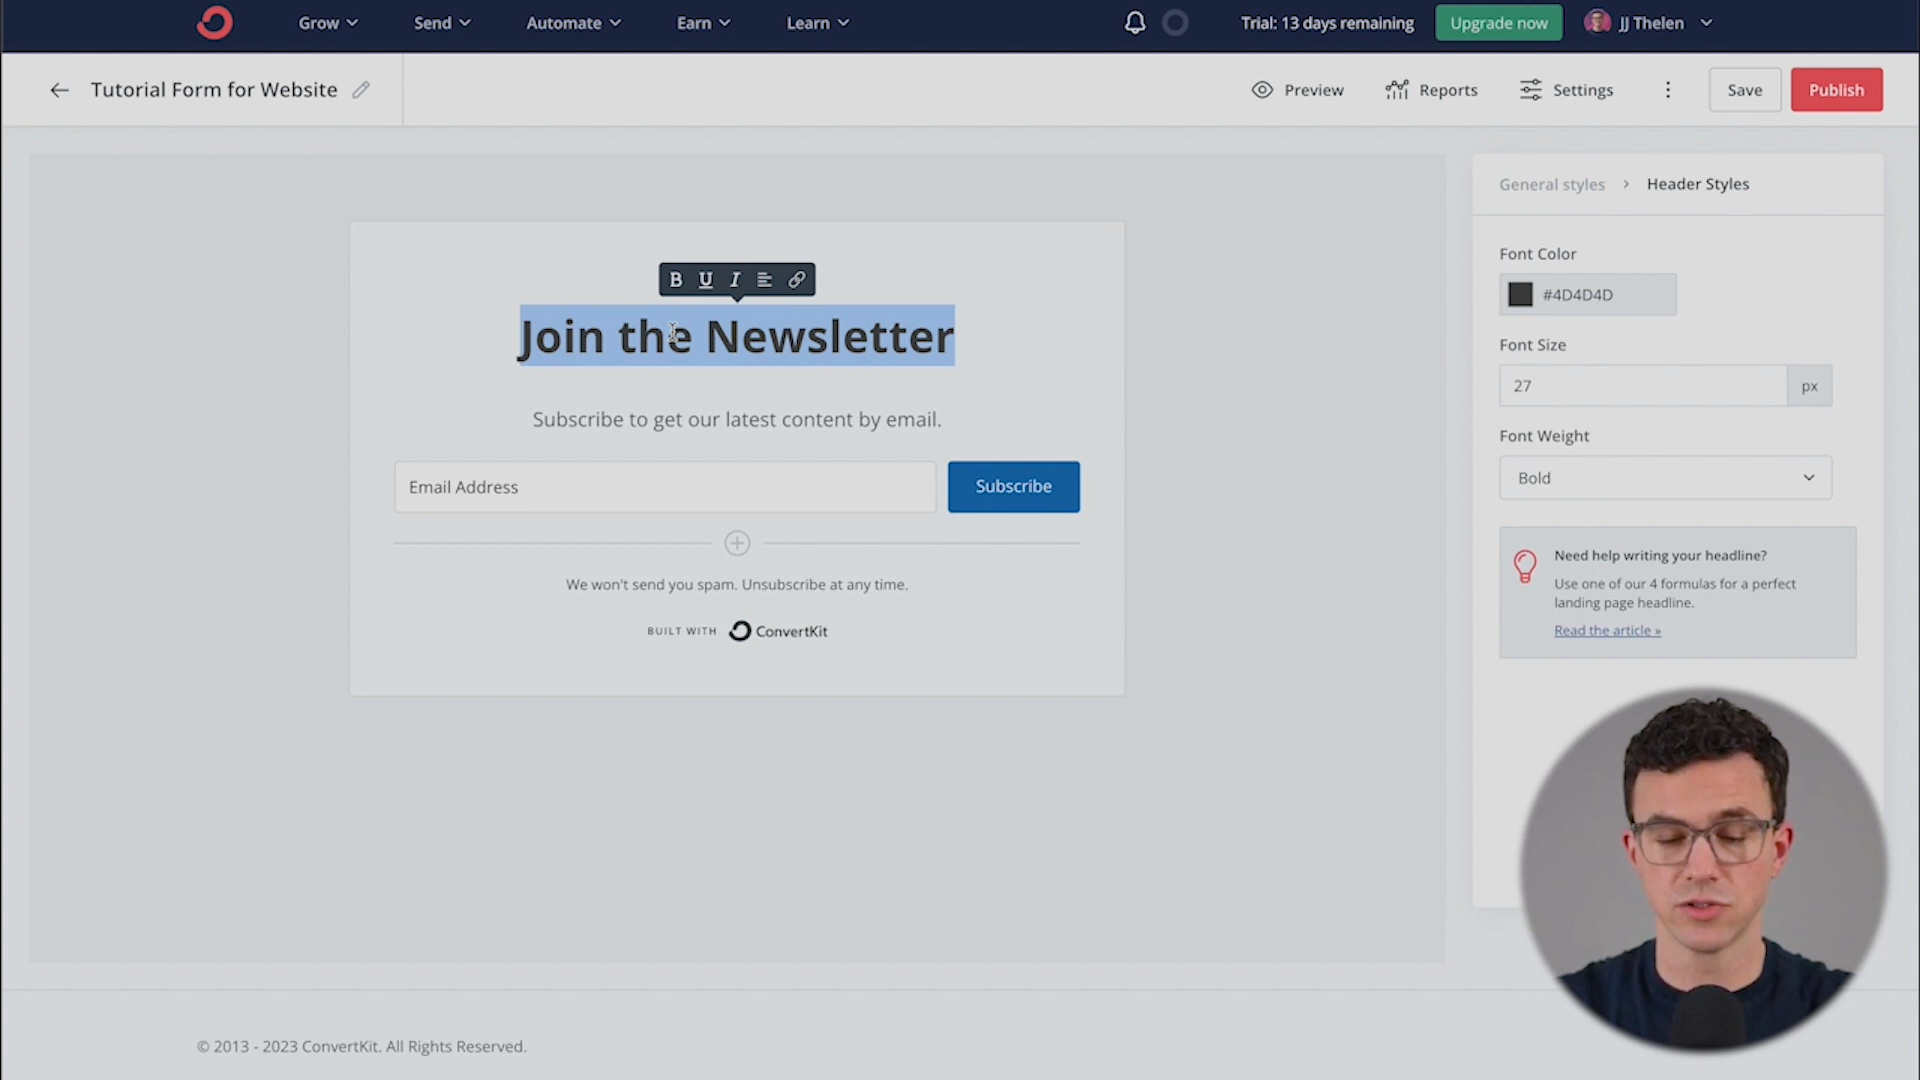 Grow
Send
Automate
Earn
Learn
Trial: 13 days remaining
Upgrade now
JJ Thelen
Tutorial Form for Website
Preview
Reports
Settings
Save
Publish
General styles > Header Styles
B U I
Join the Newsletter
Subscribe to get our latest content by email.
Email Address
Subscribe
We won't send you spam. Unsubscribe at any time.
BUILT WITH ConvertKit
Font Color
#4D4D4D
Font Size
27 px
Font Weight
Bold
Need help writing your headline?
Use one of our 4 formulas for a perfect
landing page headline.
Read the article »
© 2013 - 2023 ConvertKit. All Rights Reserved.